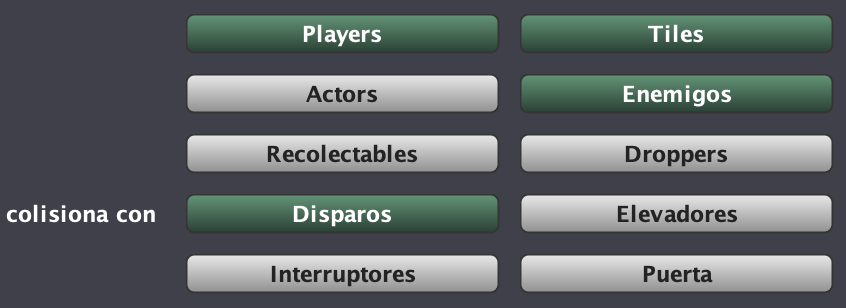 Players
Tiles
Actors
Enemigos
Recolectables
Droppers
colisiona con
Disparos
Elevadores
Interruptores
Puerta